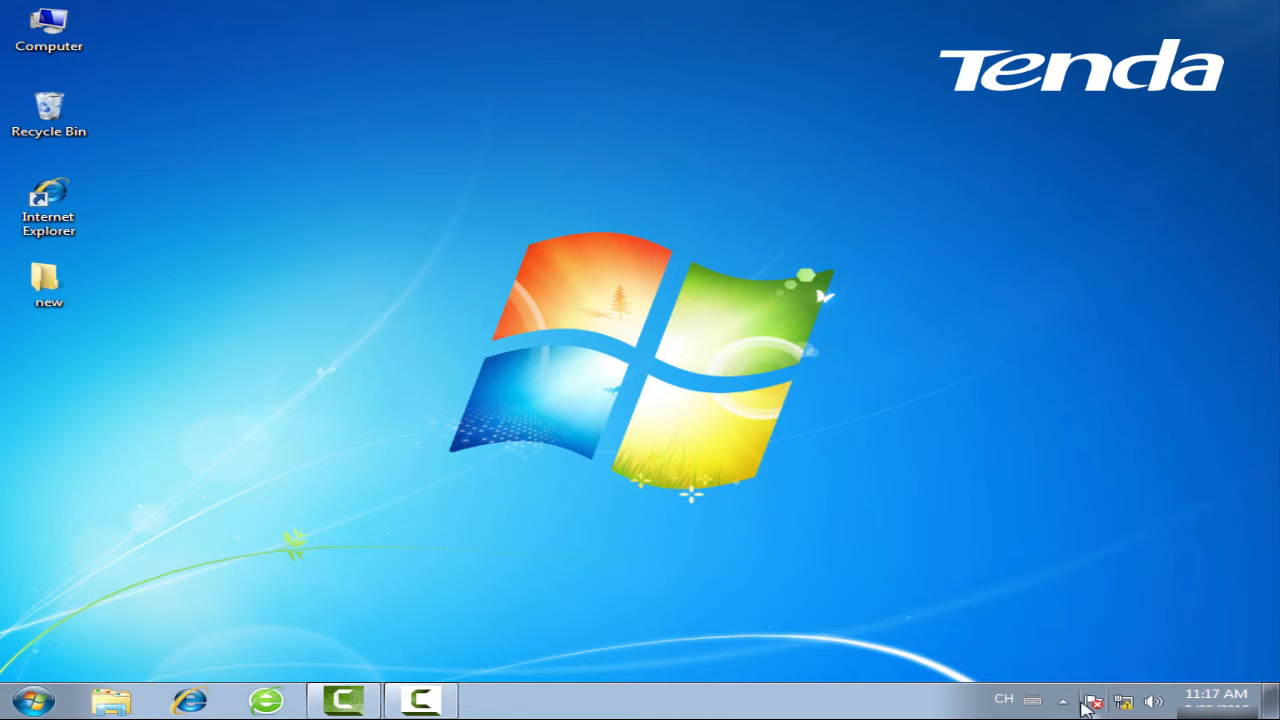 Computer
Tenda
Recycle Bin
Internet
Explorer
new
CH
11:17 AM